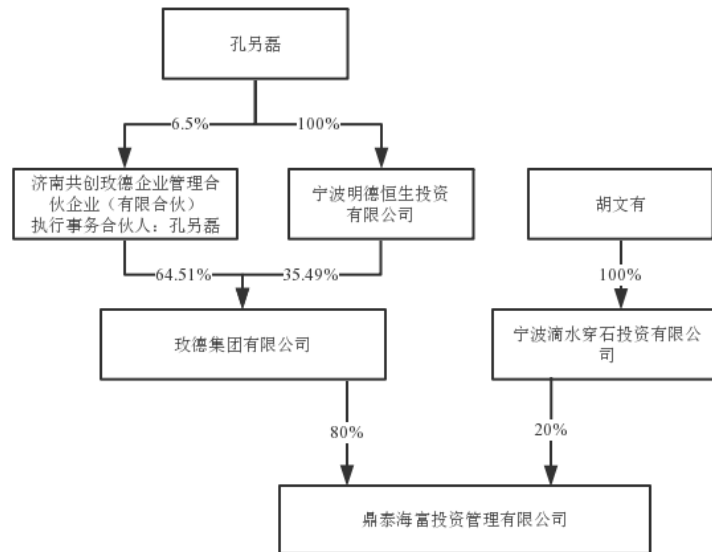 孔另磊
6.5%
100%
济南共创玫德企业管理合
伙企业（有限合伙）
执行事务合伙人：孔另磊
宁波明德恒生投资
有限公司
胡文有
64.51%
35.49%
100%
玫德集团有限公司
宁波滴水穿石投资有限公
司
80%
20%
鼎泰海富投资管理有限公司